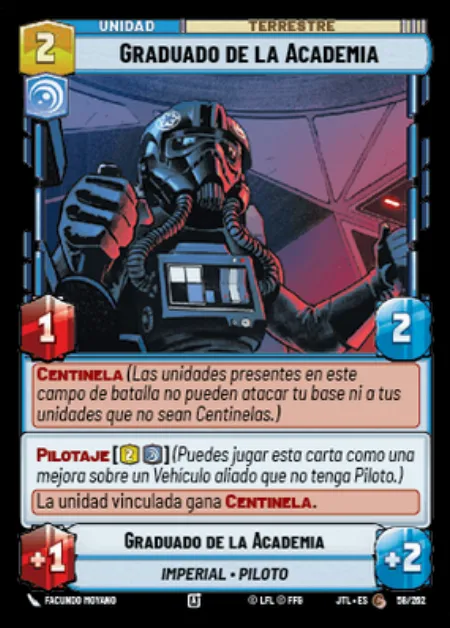 UNIDAD
TERRESTRE
2
GRADUADO DE LA ACADEMIA
1
2
CENTINELA (Las unidades presentes en este
campo de batalla no pueden atacar tu base ni a tus
unidades que no sean Centinelas.)
PILOTAJE [2] (Puedes jugar esta carta como una
mejora sobre un Vehículo aliado que no tenga Piloto.)
La unidad vinculada gana CENTINELA.
GRADUADO DE LA ACADEMIA
+1
+2
IMPERIAL • PILOTO
FACUNDO MOYANO
© LFL © FFG
JTL • ES
C
58/262